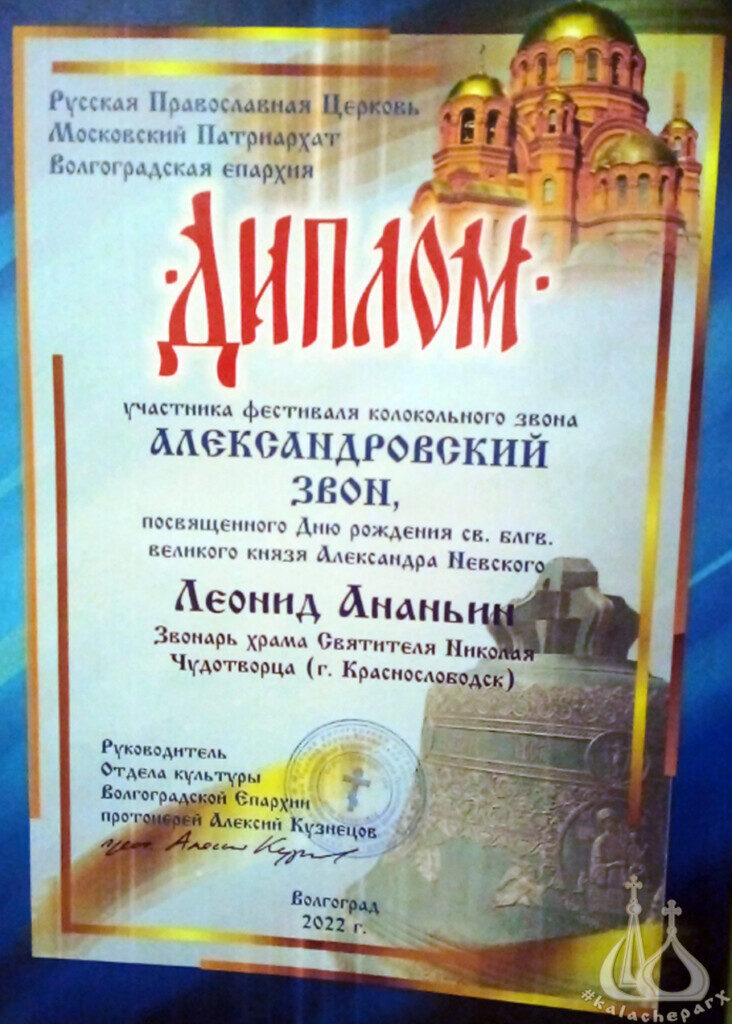 Русская Православная Церковь
Московский Патриархат
Волгоградская епархия
·ДИПЛОМ·
участника фестиваля колокольного звона
АЛЕКСАНДРОВСКИЙ
ЗВОН,
посвященного Дню рождения св. блгв.
великого князя Александра Невского
Леонид Ананьин
Звонарь храма Святителя Николая
Чудотворца (г. Краснослободск)
Руководитель
Отдела культуры
Волгоградской Епархии
протоиерей Алексий Кузнецов
Волгоград
2022 г.
#kalacheparx